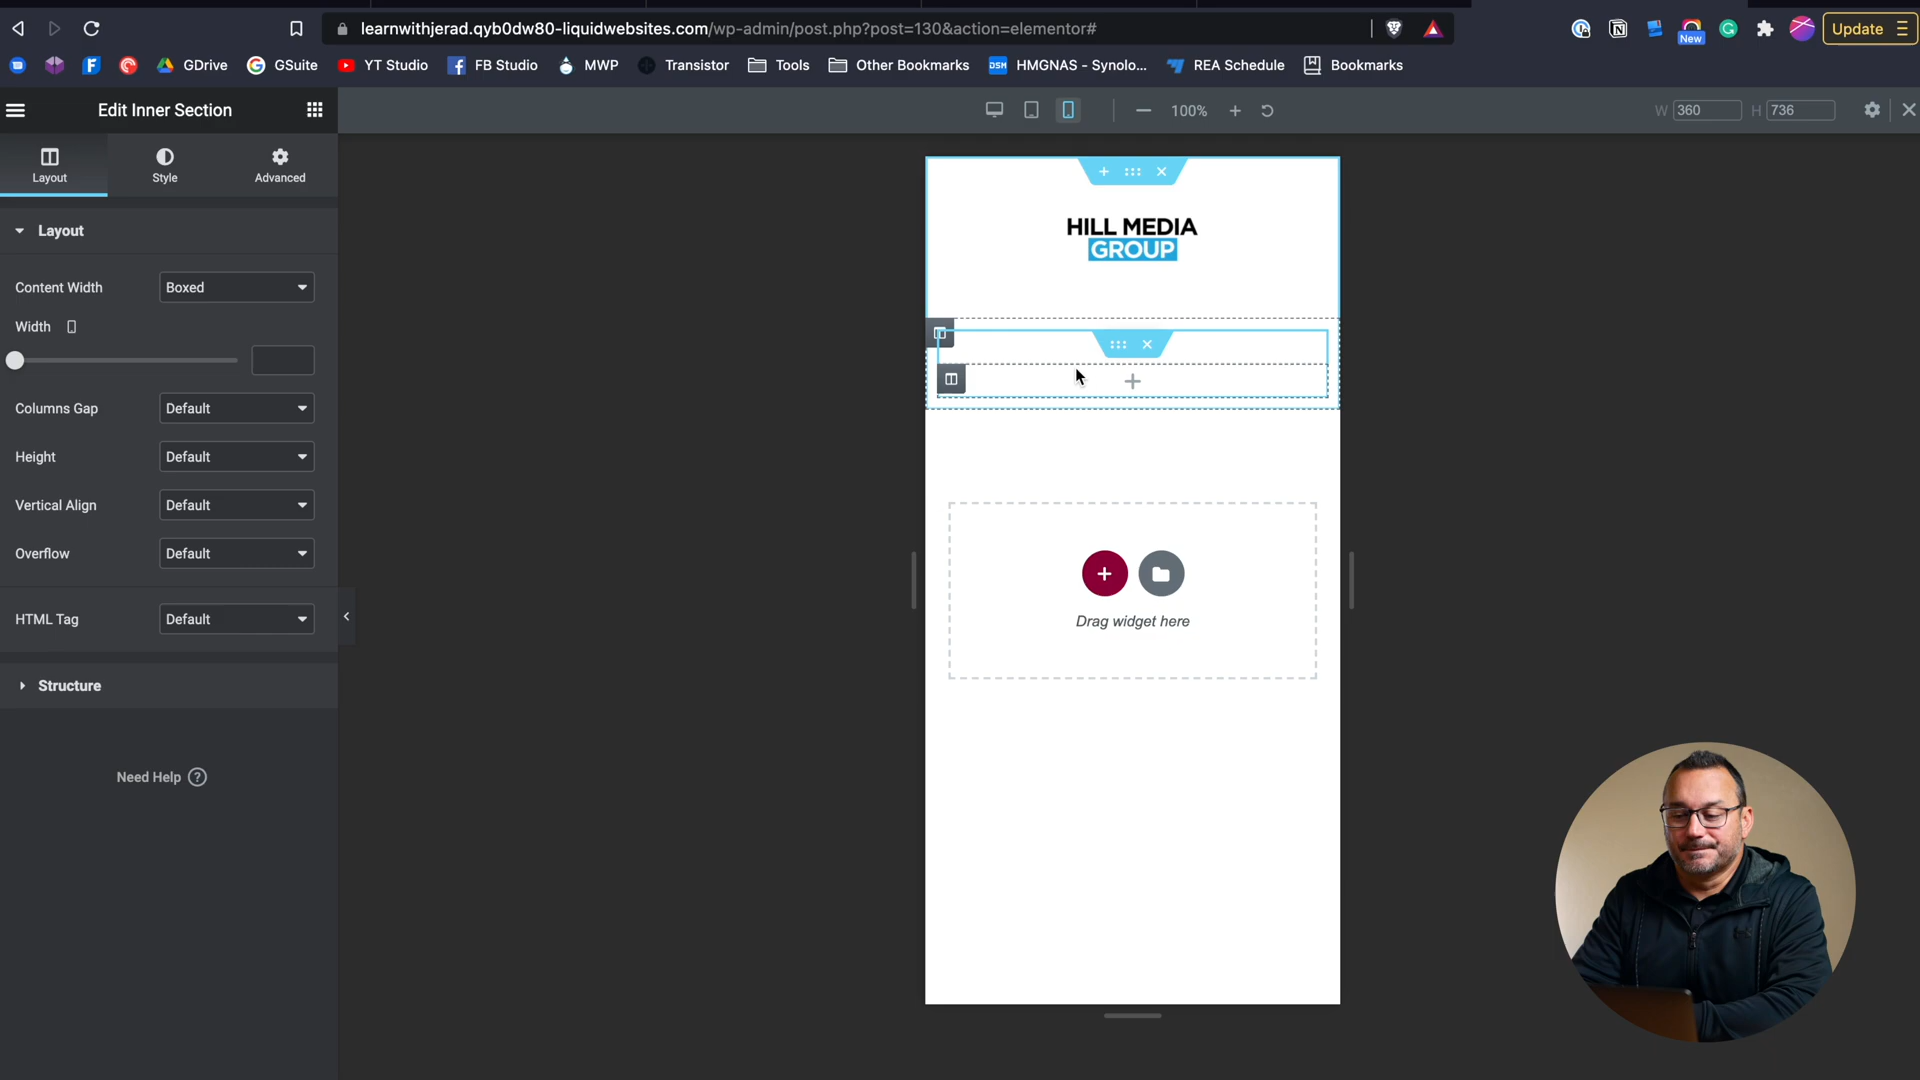 learnwithjerad.qyb0dw80-liquidwebsites.com/wp-admin/post.php?post=130&action=elementor#
New
Update
GDrive
GSuite
YT Studio
FB Studio
MWP
Transistor
Tools
Other Bookmarks
DSM
HMGNAS - Synolo...
REA Schedule
Bookmarks
Edit Inner Section
100%
W 360
H 736
Layout
Style
Advanced
Layout
Content Width
Boxed
Width
Columns Gap
Default
Height
Default
Vertical Align
Default
Overflow
Default
HTML Tag
Default
Structure
Need Help ?
HILL MEDIA
GROUP
Drag widget here